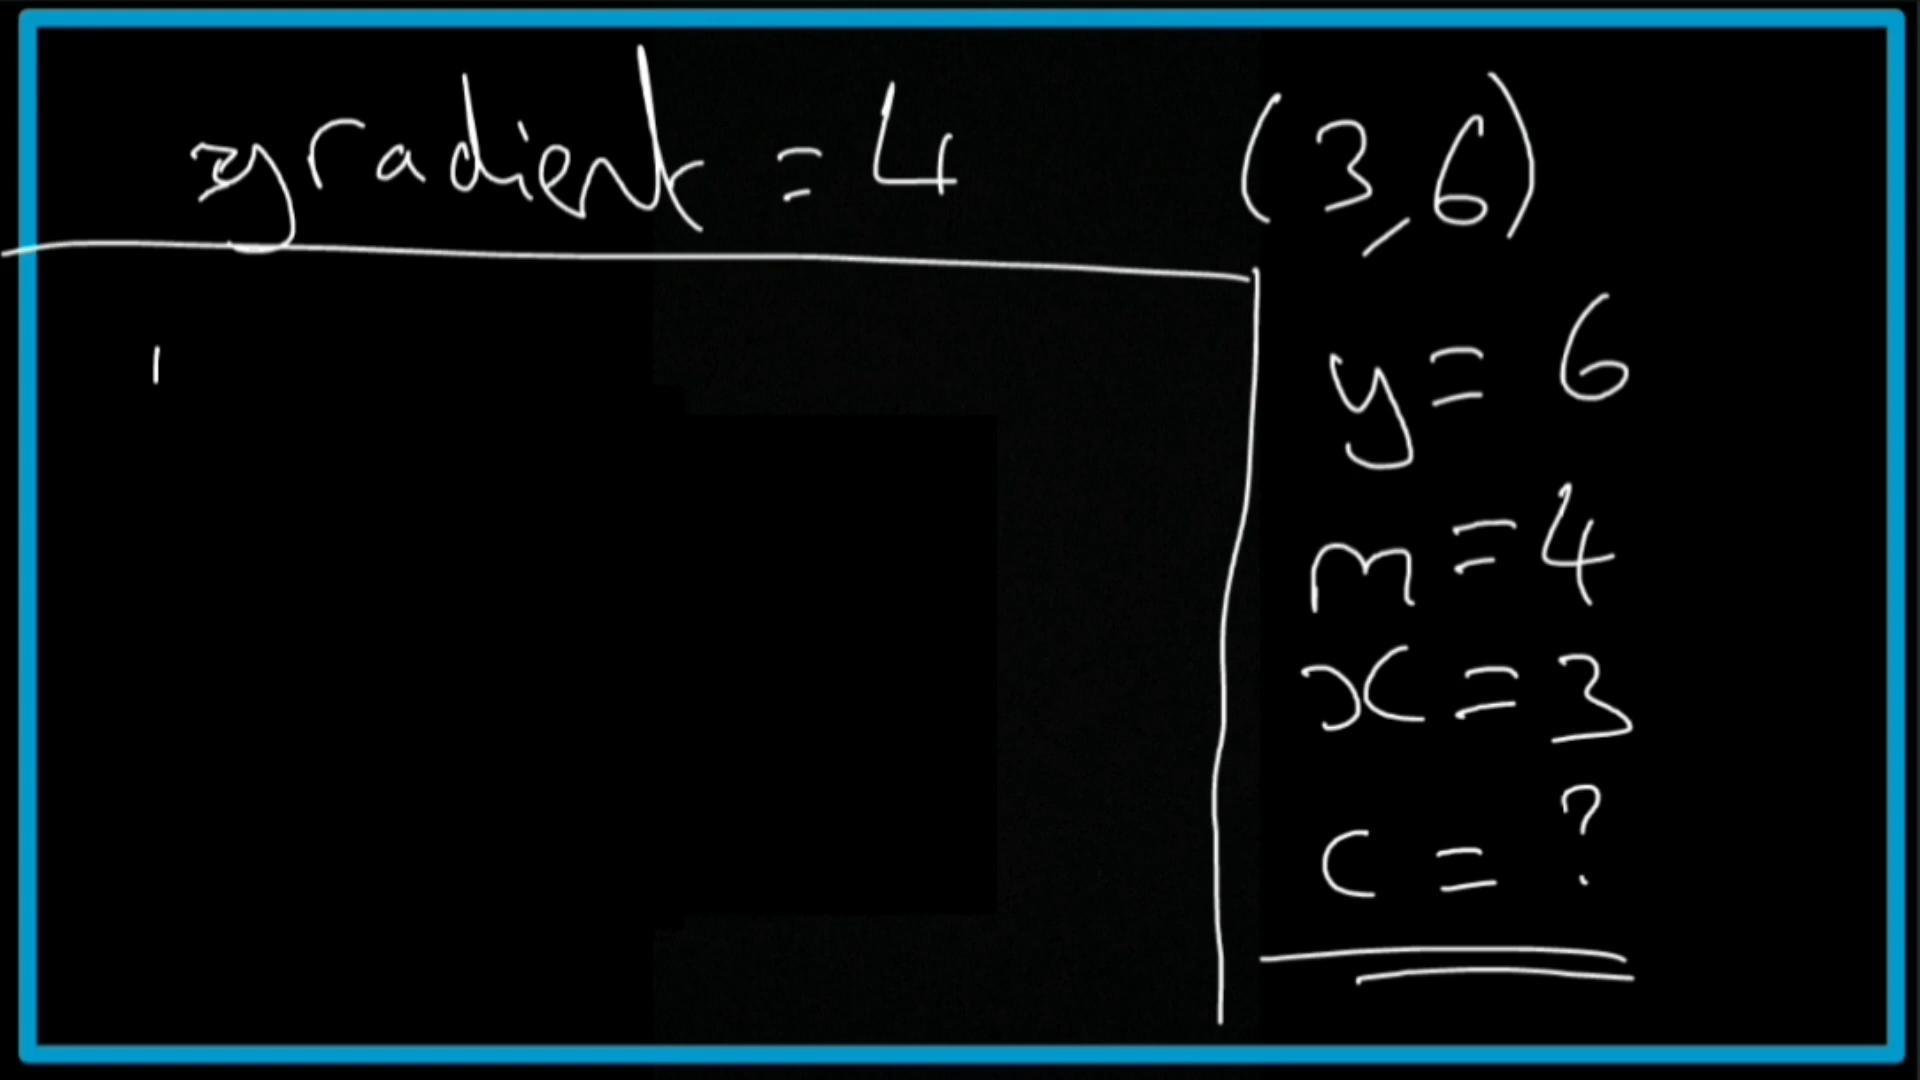 gradient = 4 (3,6)
y = 6
m = 4
x = 3
c = ?